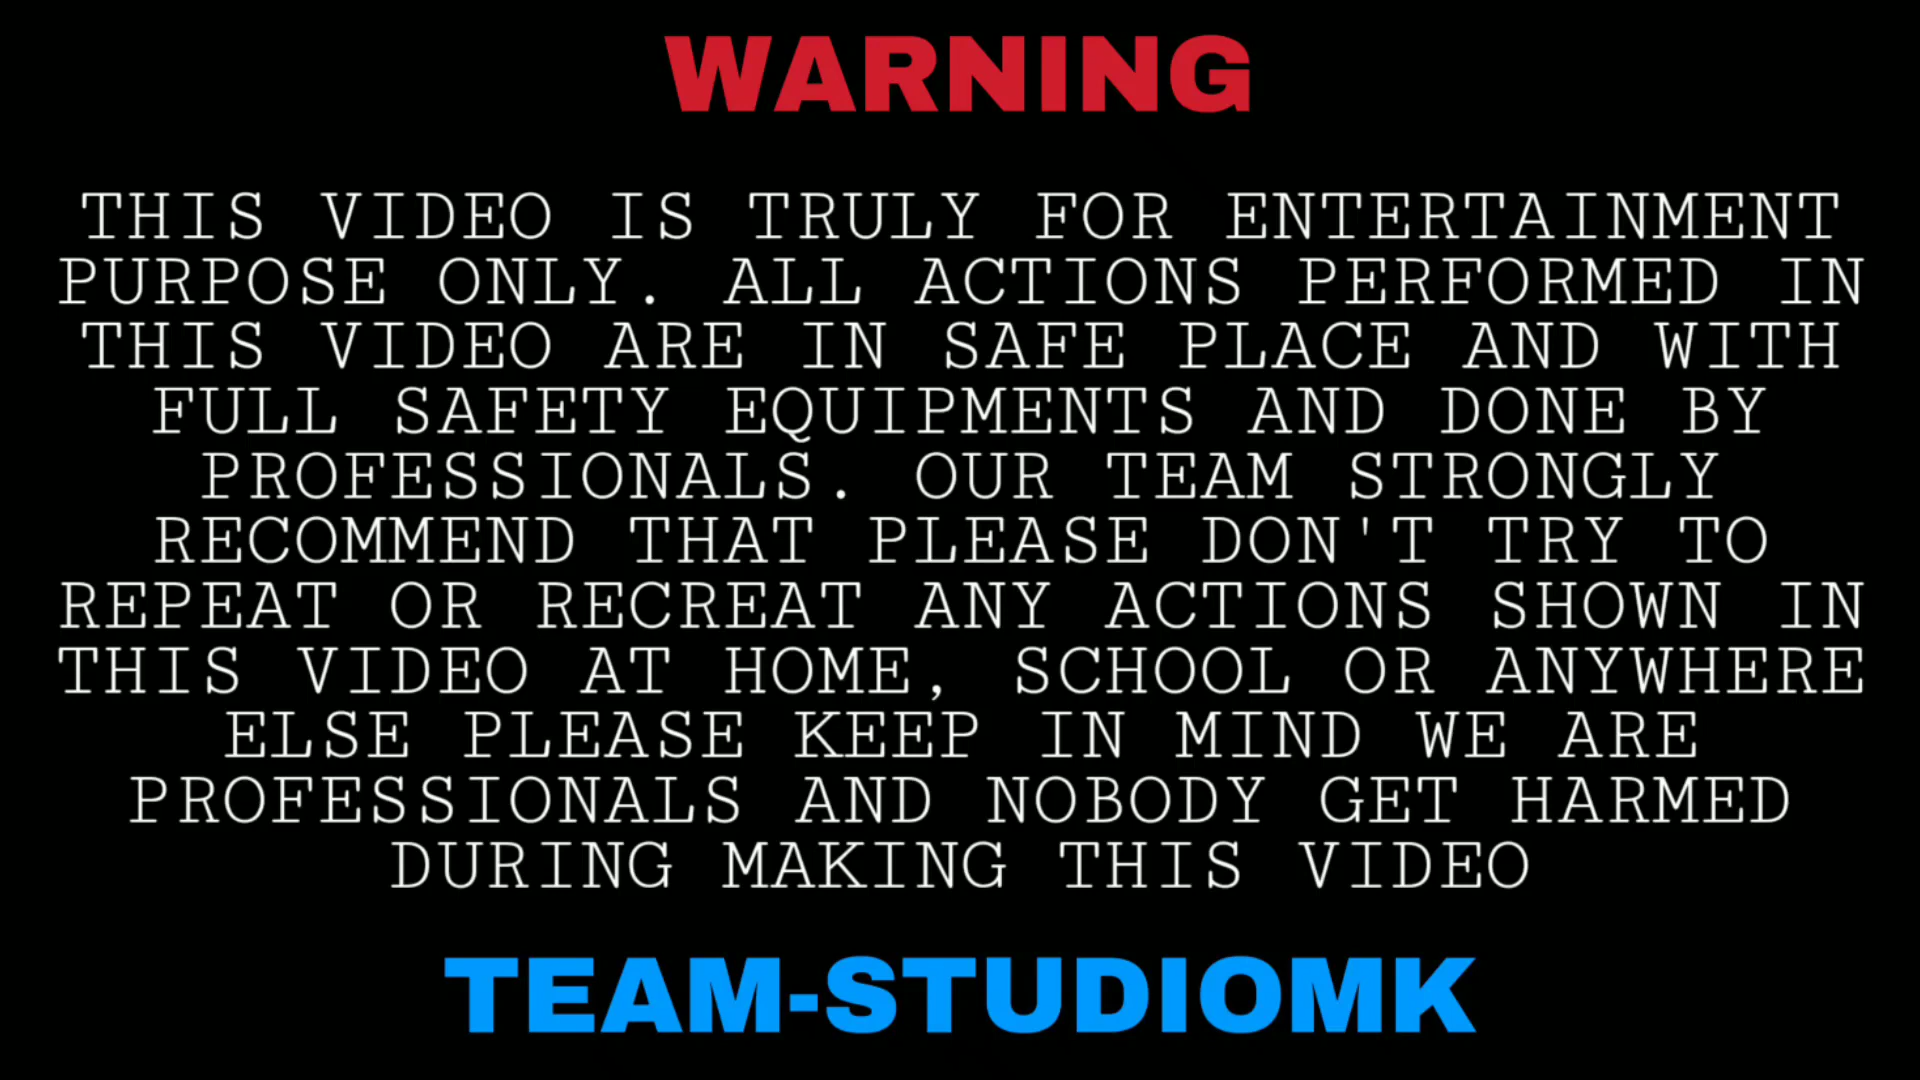 WARNING
THIS VIDEO IS TRULY FOR ENTERTAINMENT
PURPOSE ONLY. ALL ACTIONS PERFORMED IN
THIS VIDEO ARE IN SAFE PLACE AND WITH
FULL SAFETY EQUIPMENTS AND DONE BY
PROFESSIONALS. OUR TEAM STRONGLY
RECOMMEND THAT PLEASE DON'T TRY TO
REPEAT OR RECREAT ANY ACTIONS SHOWN IN
THIS VIDEO AT HOME, SCHOOL OR ANYWHERE
ELSE PLEASE KEEP IN MIND WE ARE
PROFESSIONALS AND NOBODY GET HARMED
DURING MAKING THIS VIDEO
TEAM-STUDIOMK